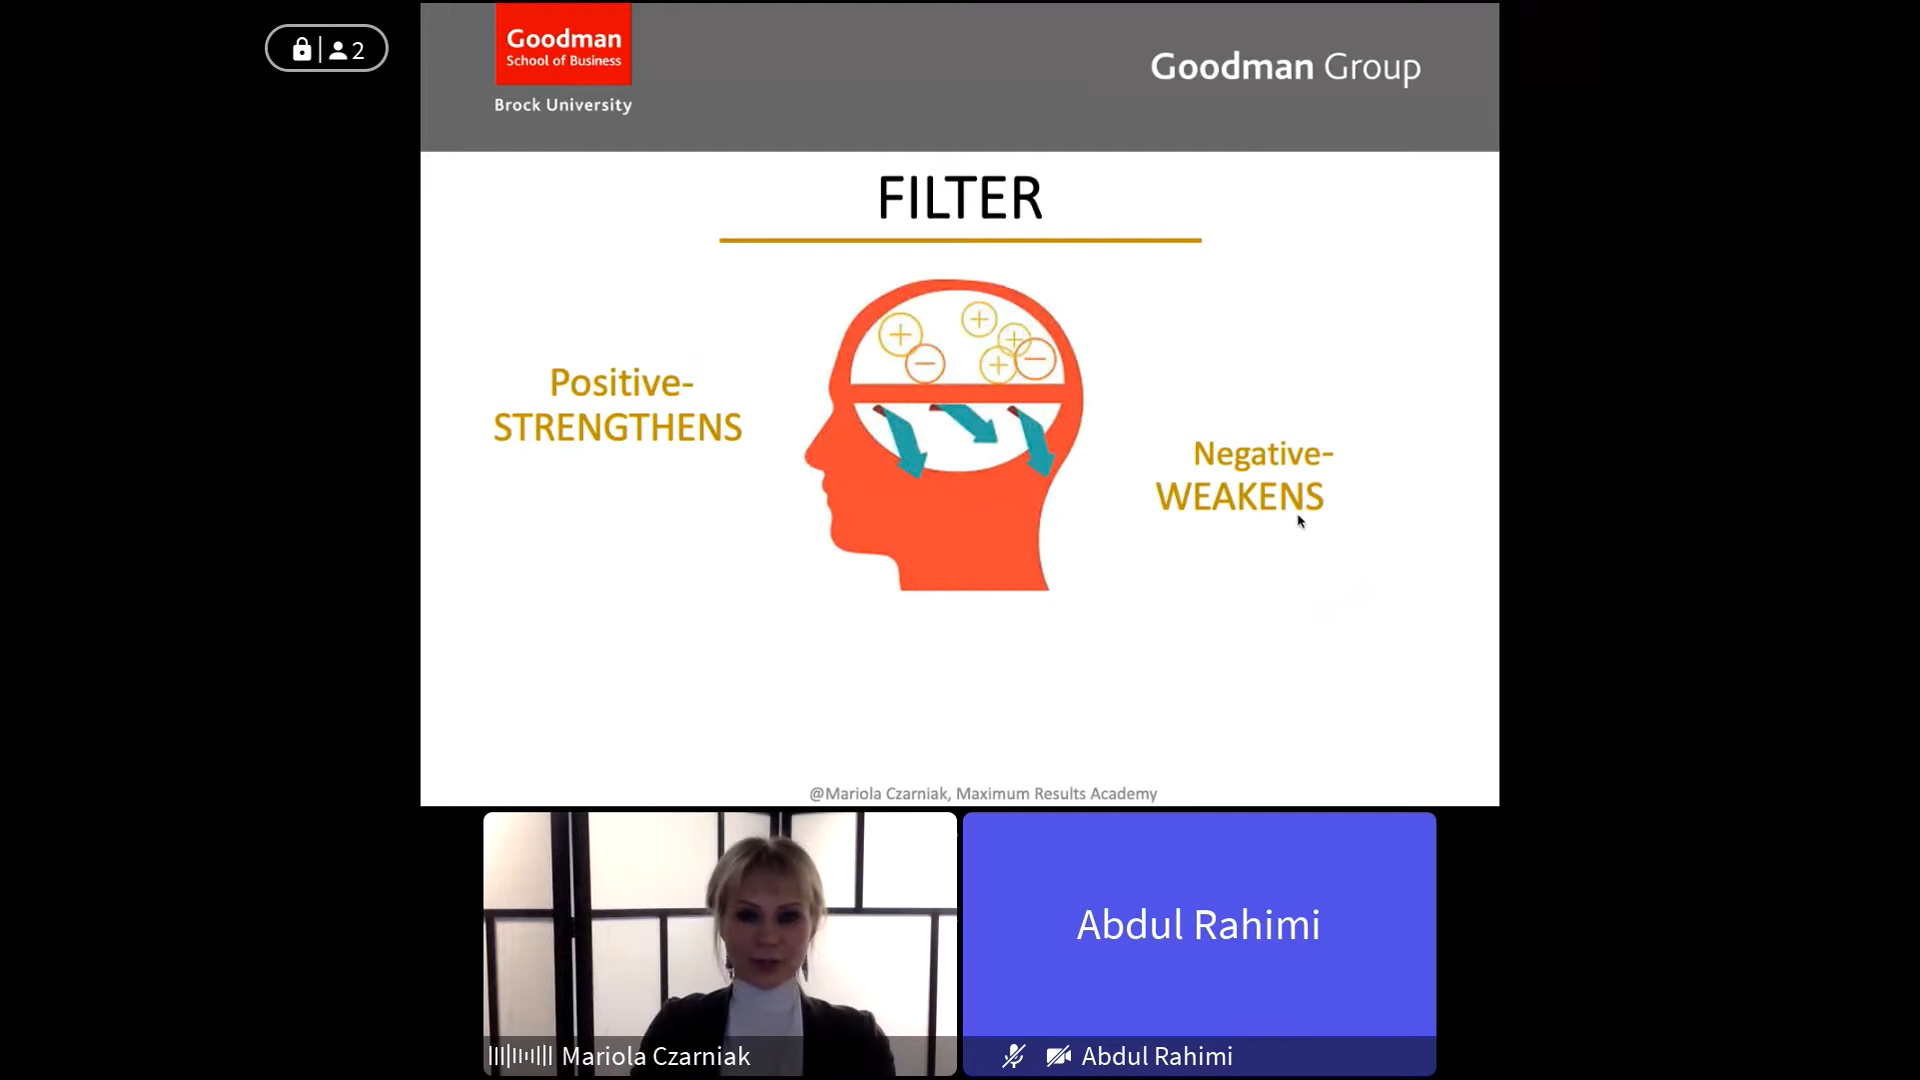 2
Goodman
School of Business
Brock University
Goodman Group
FILTER
Positive-
STRENGTHENS
Negative-
WEAKENS
@Mariola Czarniak, Maximum Results Academy
Abdul Rahimi
Mariola Czarniak
Abdul Rahimi